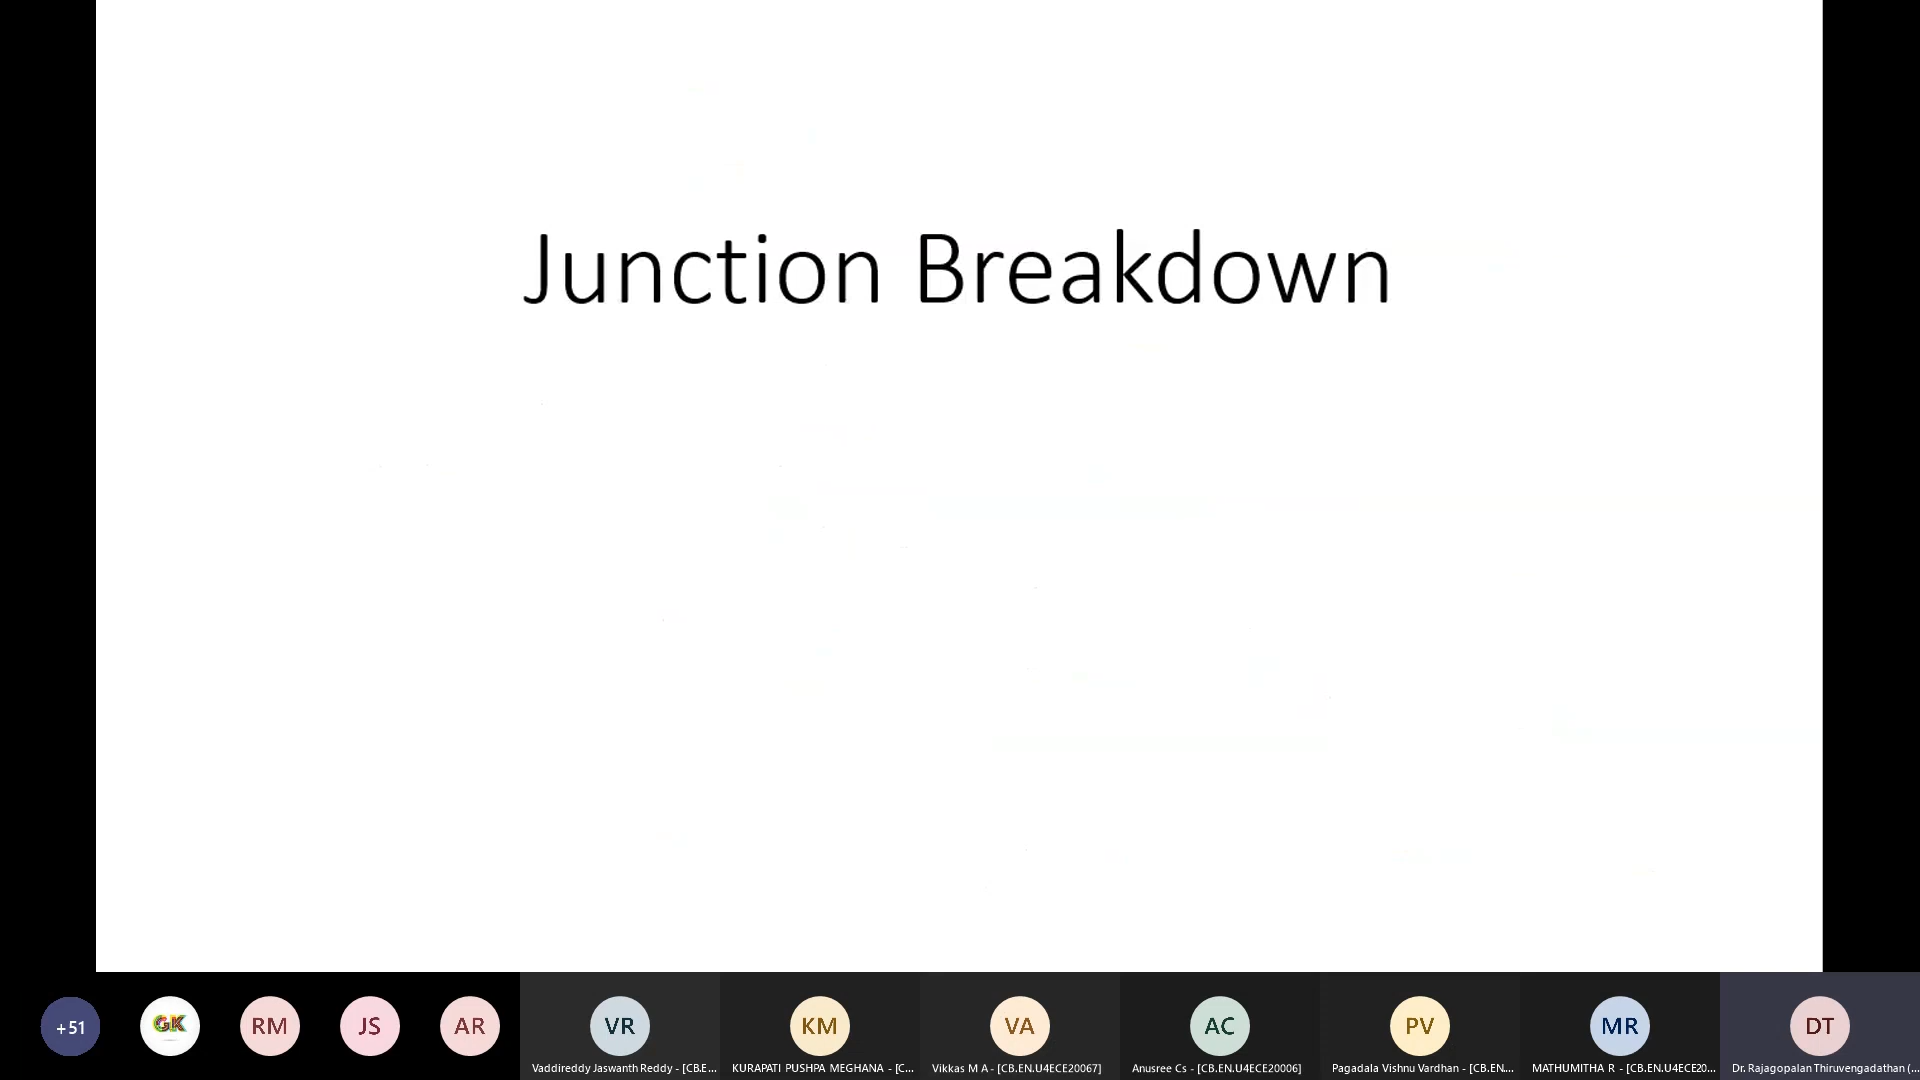 Junction Breakdown
+51
GK
RM
JS
AR
VR
KM
VA
AC
PV
MR
DT
Vaddireddy Jaswanth Reddy - [CB.E...
KURAPATI PUSHPA MEGHANA - [C...
Vikkas M A - [CB.EN.U4ECE20067]
Anusree Cs - [CB.EN.U4ECE20006]
Pagadala Vishnu Vardhan - [CB.EN....
MATHUMITHA R - [CB.EN.U4ECE20...
Dr. Rajagopalan Thiruvengadathan (...